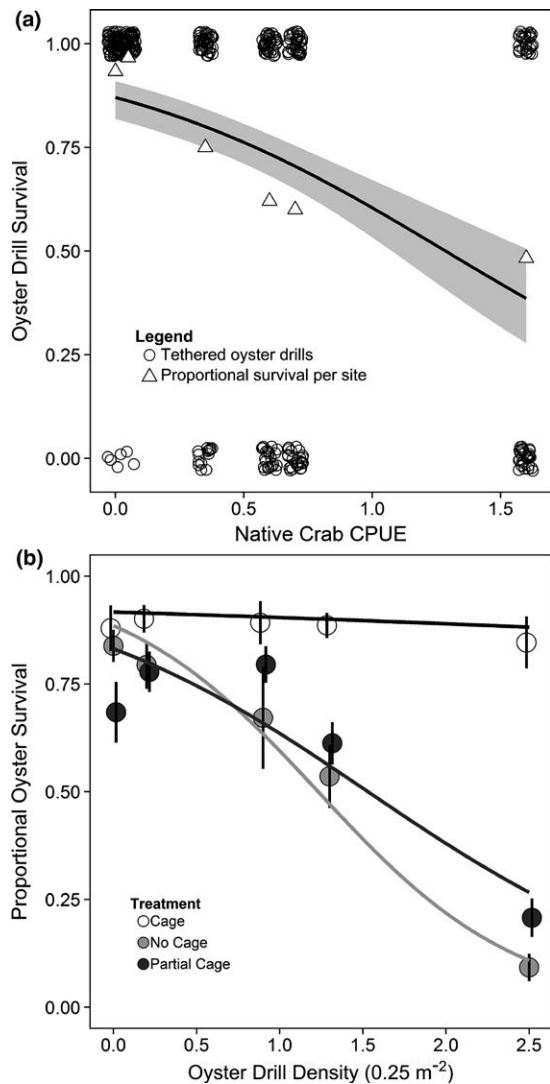 (a)
1.00
0.75
0.50
0.25
0.00
Oyster Drill Survival
Legend
Tethered oyster drills
Proportional survival per site
0.0 0.5 1.0 1.5
Native Crab CPUE
(b)
1.00
0.75
0.50
0.25
0.00
Proportional Oyster Survival
Treatment
Cage
No Cage
Partial Cage
0.0 0.5 1.0 1.5 2.0 2.5
Oyster Drill Density (0.25 m⁻²)